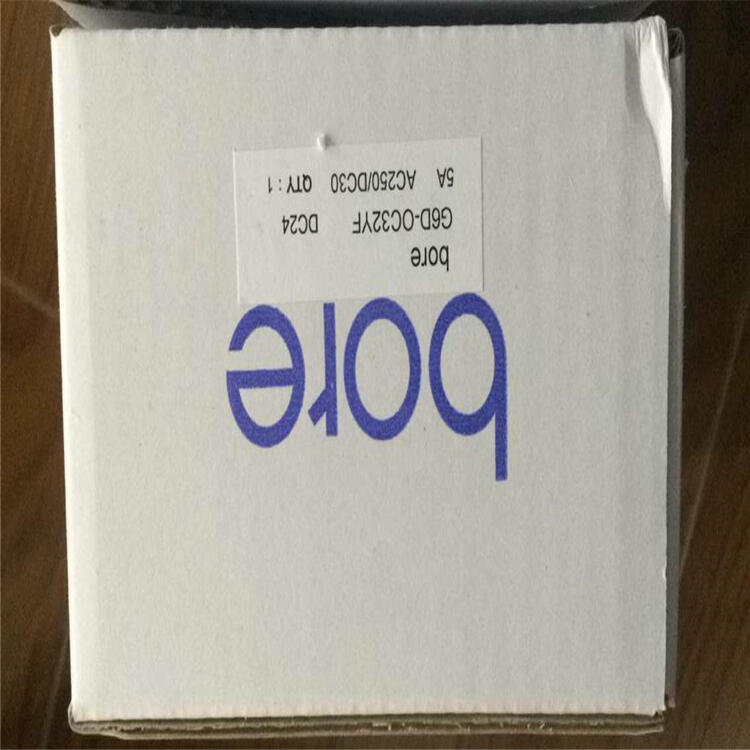 bore
bore
G6D-OC32YF DC24
5A AC250/DC30 QTY : 1